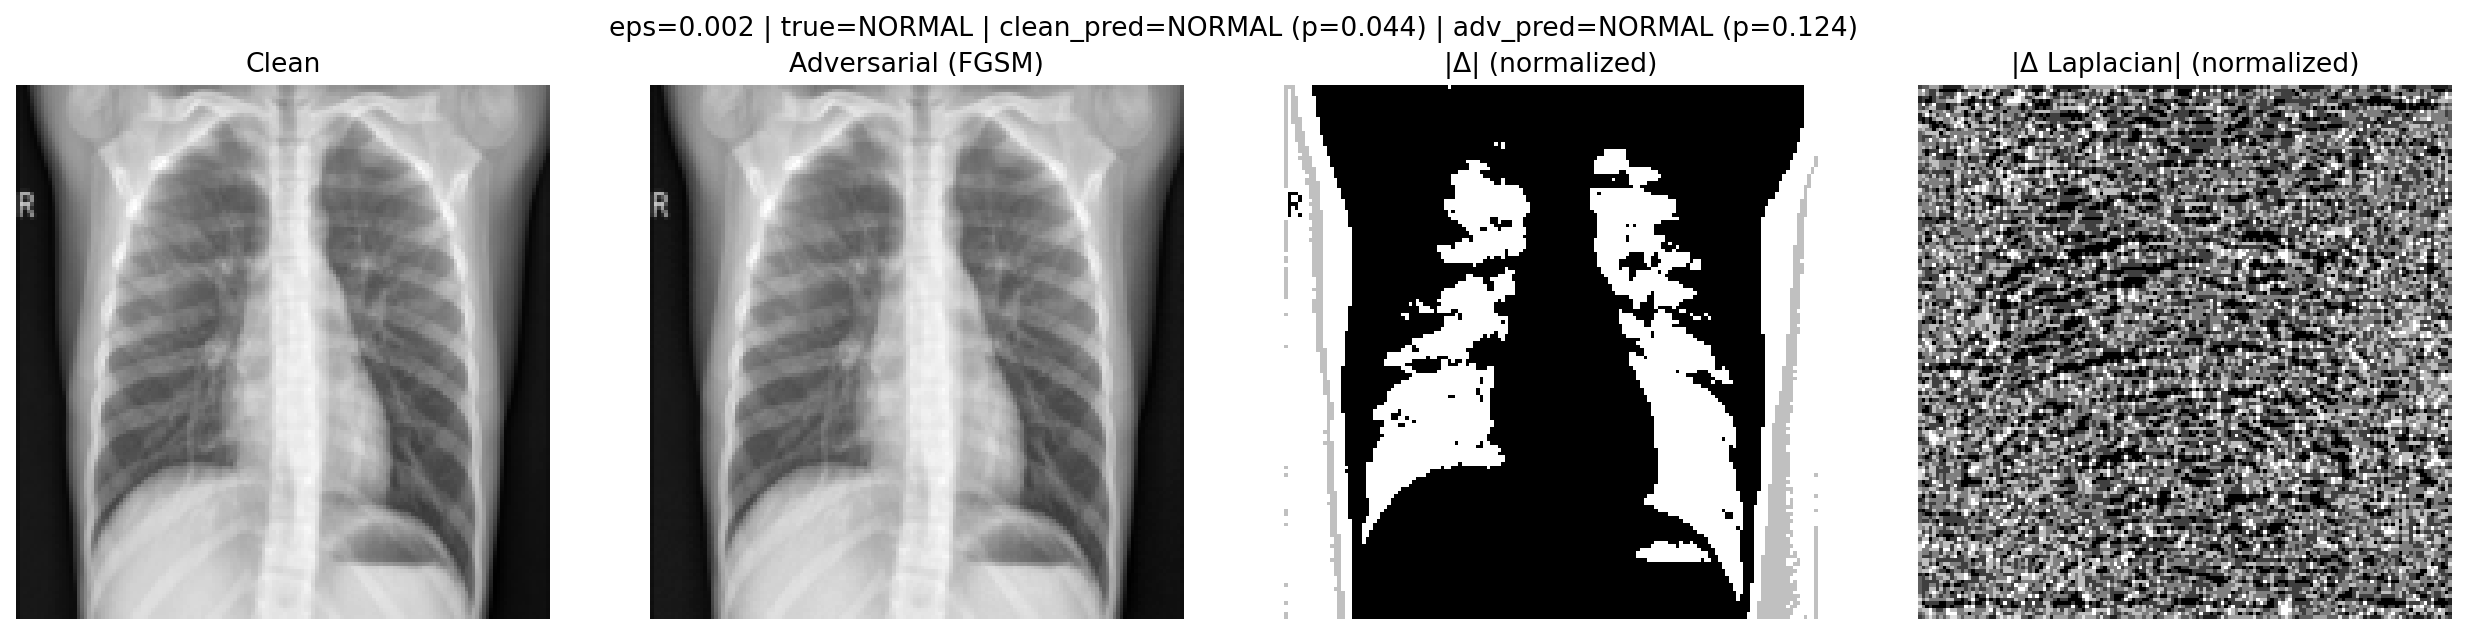 eps=0.002 | true=NORMAL | clean_pred=NORMAL (p=0.044) | adv_pred=NORMAL (p=0.124)
Clean
Adversarial (FGSM)
|Δ| (normalized)
|Δ Laplacian| (normalized)
R
R
R